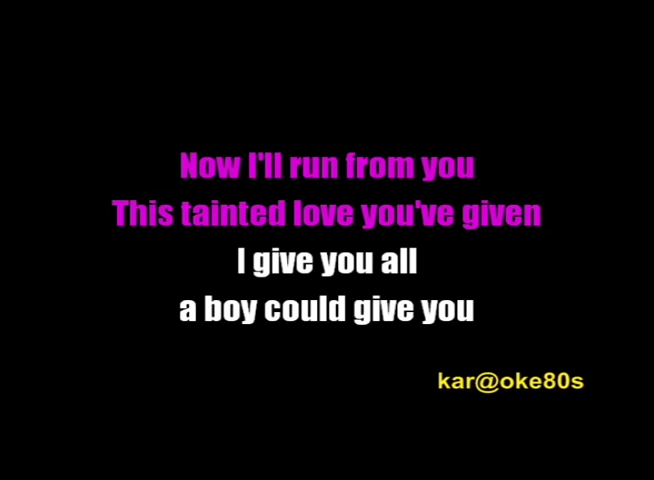 Now I'll run from you
This tainted love you've given
I give you all
a boy could give you
kar@oke80s